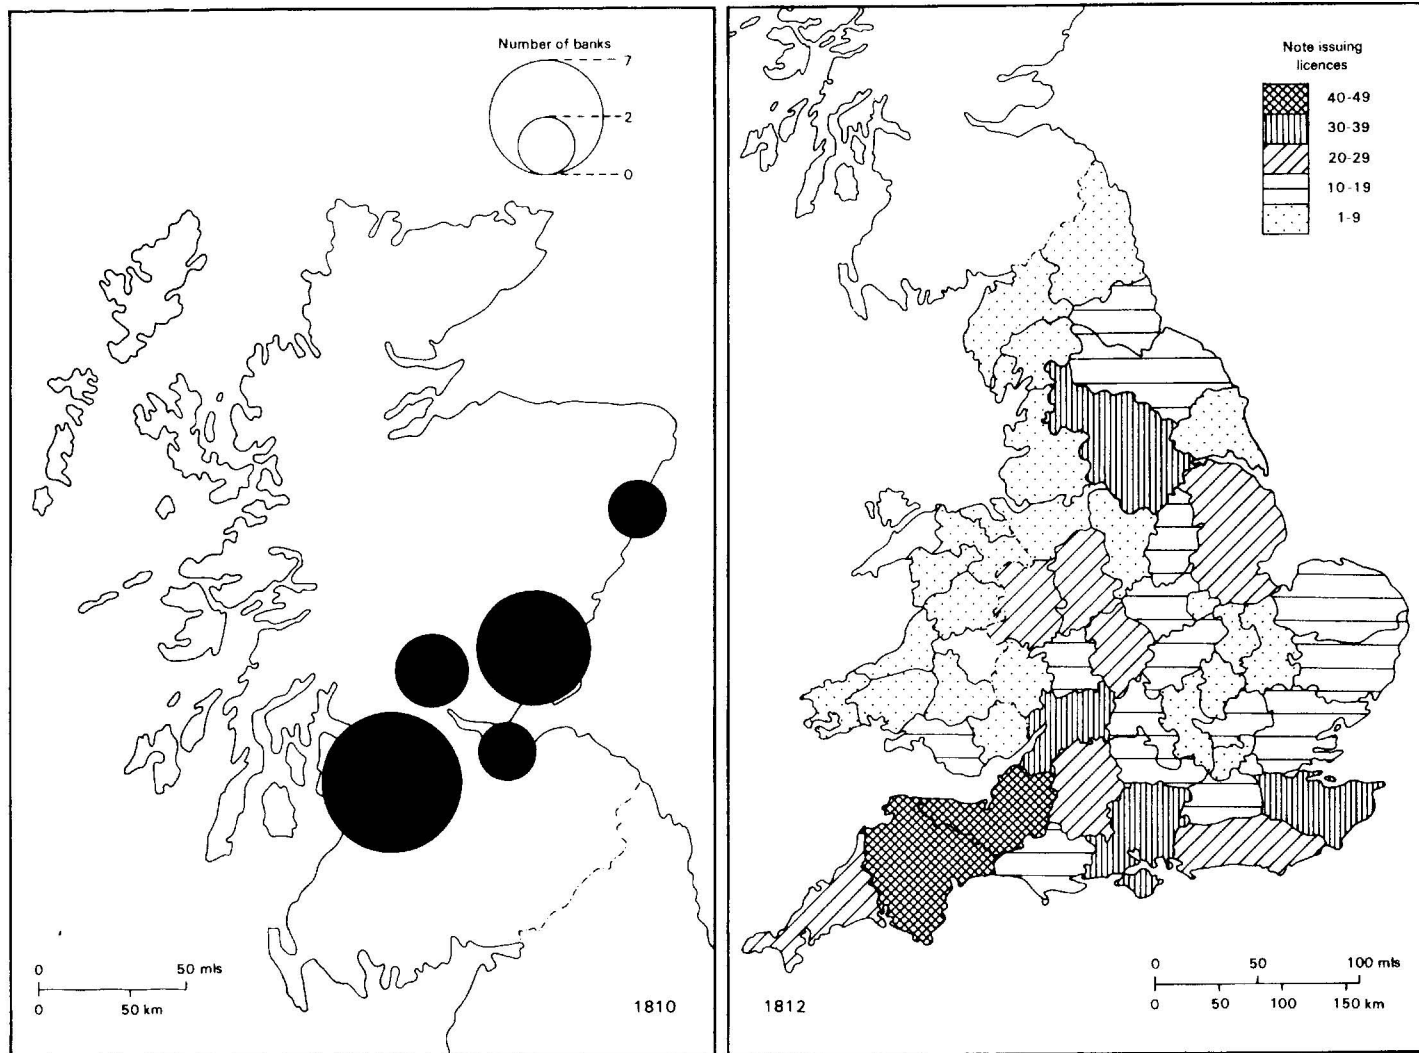 Number of banks
7
2
0
0 50 mls
0 50 km
1810
Note issuing
licences
40-49
30-39
20-29
10-19
1-9
0 50 100 mls
0 50 100 150 km
1812